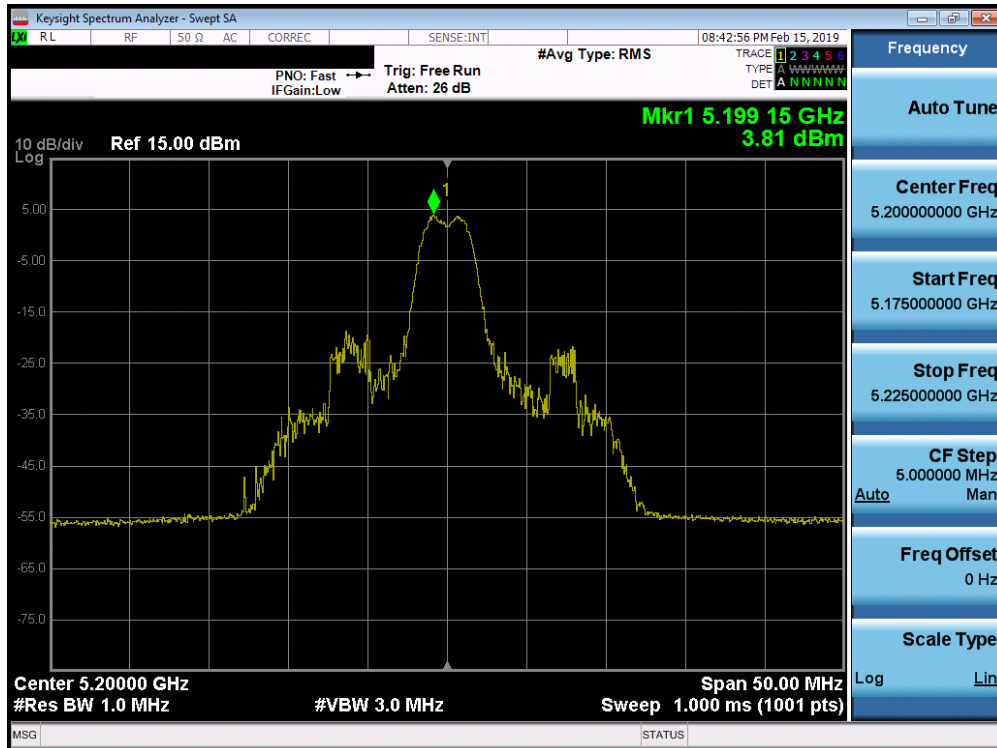 Keysight Spectrum Analyzer - Swept SA
LXI RL RF 50 Ω AC CORREC SENSE:INT 08:42:56 PM Feb 15, 2019
#Avg Type: RMS TRACE 1 2 3 4 5 6
PNO: Fast Trig: Free Run TYPE A WWWWW
IFGain:Low Atten: 26 dB DET A N N N N N
Mkr1 5.199 15 GHz
3.81 dBm
10 dB/div Ref 15.00 dBm
Log
1
5.00
-5.00
-15.0
-25.0
-35.0
-45.0
-55.0
-65.0
-75.0
Center 5.20000 GHz Span 50.00 MHz
#Res BW 1.0 MHz #VBW 3.0 MHz Sweep 1.000 ms (1001 pts)
MSG STATUS
Frequency
Auto Tune
Center Freq
5.200000000 GHz
Start Freq
5.175000000 GHz
Stop Freq
5.225000000 GHz
CF Step
5.000000 MHz
Auto Man
Freq Offset
0 Hz
Scale Type
Log Lin